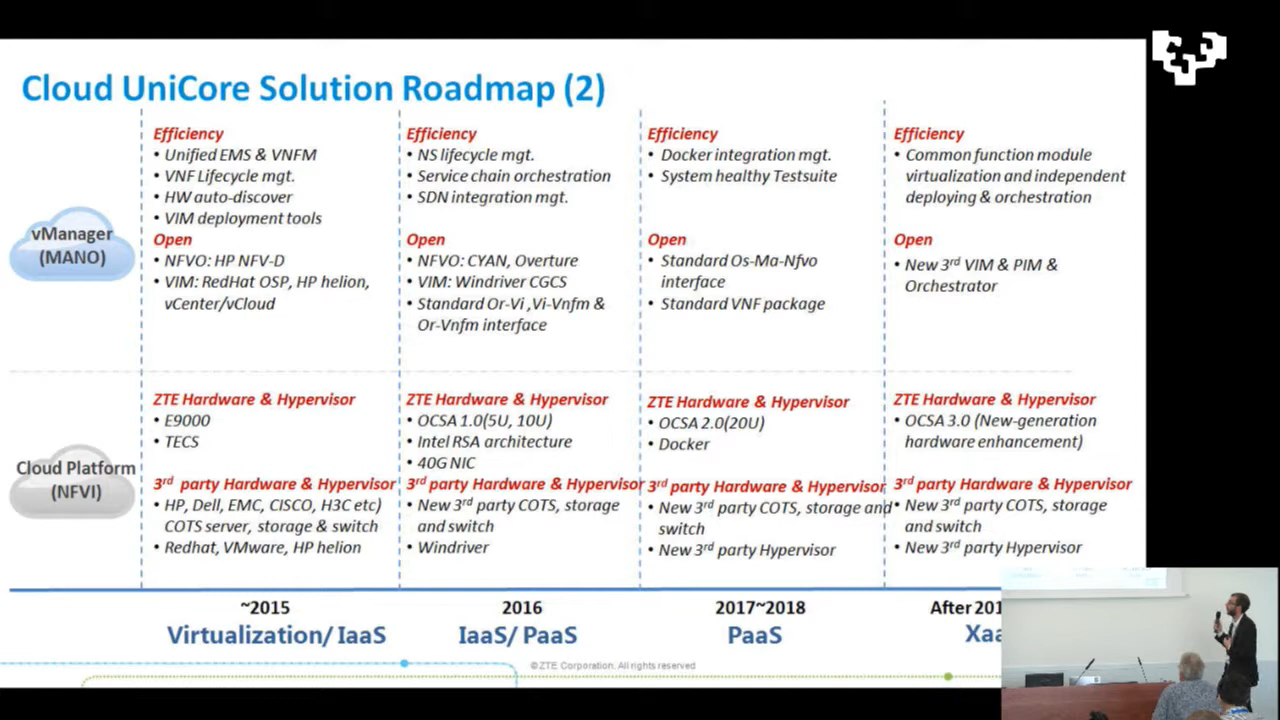 Cloud UniCore Solution Roadmap (2)
vManager
(MANO)
Efficiency
• Unified EMS & VNFM
• VNF Lifecycle mgt.
• HW auto-discover
• VIM deployment tools
Open
• NFVO: HP NFV-D
• VIM: RedHat OSP, HP helion,
vCenter/vCloud
Efficiency
• NS lifecycle mgt.
• Service chain orchestration
• SDN integration mgt.
Open
• NFVO: CYAN, Overture
• VIM: Windriver CGCS
• Standard Or-Vi ,Vi-Vnfm &
Or-Vnfm interface
Efficiency
• Docker integration mgt.
• System healthy Testsuite
Open
• Standard Os-Ma-Nfvo
interface
• Standard VNF package
Efficiency
• Common function module
virtualization and independent
deploying & orchestration
Open
• New 3rd VIM & PIM &
Orchestrator
Cloud Platform
(NFVI)
ZTE Hardware & Hypervisor
• E9000
• TECS
3rd party Hardware & Hypervisor
• HP, Dell, EMC, CISCO, H3C etc)
COTS server, storage & switch
• Redhat, VMware, HP helion
ZTE Hardware & Hypervisor
• OCSA 1.0(5U, 10U)
• Intel RSA architecture
• 40G NIC
3rd party Hardware & Hypervisor
• New 3rd party COTS, storage
and switch
• Windriver
ZTE Hardware & Hypervisor
• OCSA 2.0(20U)
• Docker
3rd party Hardware & Hypervisor
• New 3rd party COTS, storage and
switch
• New 3rd party Hypervisor
ZTE Hardware & Hypervisor
• OCSA 3.0 (New-generation
hardware enhancement)
3rd party Hardware & Hypervisor
• New 3rd party COTS, storage
and switch
• New 3rd party Hypervisor
~2015
Virtualization/ IaaS
2016
IaaS/ PaaS
2017~2018
PaaS
After 201
Xaa
©ZTE Corporation. All rights reserved